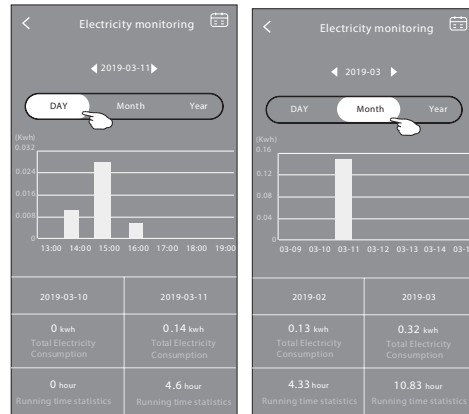 Electricity monitoring
2019-03-11
DAY Month Year
(Kwh)
0.032
0.024
0.016
0.008
0
13:00 14:00 15:00 16:00 17:00 18:00 19:00
2019-03-10 2019-03-11
0 kwh 0.14 kwh
Total Electricity Total Electricity
Consumption Consumption
0 hour 4.6 hour
Running time statistics Running time statistics
Electricity monitoring
2019-03
DAY Month Year
(Kwh)
0.16
0.12
0.08
0.04
0
03-09 03-10 03-11 03-12 03-13 03-14 03-1
2019-02 2019-03
0.13 kwh 0.32 kwh
Total Electricity Total Electricity
Consumption Consumption
4.33 hour 10.83 hour
Running time statistics Running time statistics